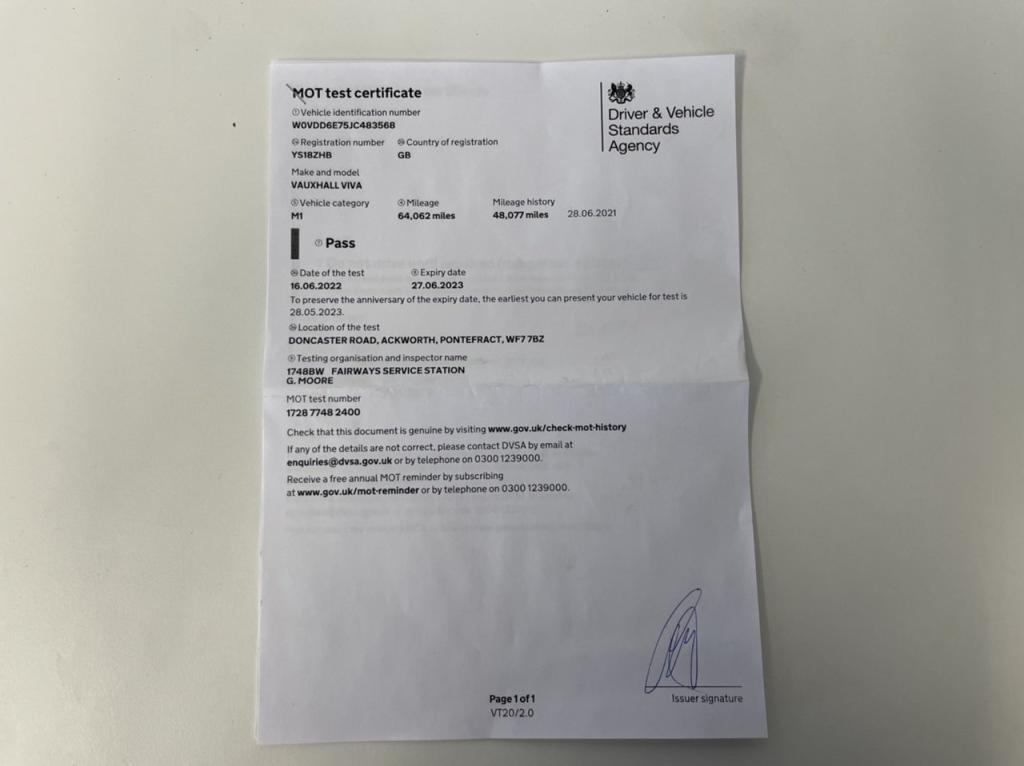 MOT test certificate
Driver & Vehicle
Standards
Agency
Vehicle identification number
W0VDD6E75JC483568
Registration number Country of registration
YS18ZHB GB
Make and model
VAUXHALL VIVA
Vehicle category Mileage Mileage history
M1 64,062 miles 48,077 miles 28.06.2021
Pass
Date of the test Expiry date
16.06.2022 27.06.2023
To preserve the anniversary of the expiry date, the earliest you can present your vehicle for test is
28.05.2023.
Location of the test
DONCASTER ROAD, ACKWORTH, PONTEFRACT, WF7 7BZ
Testing organisation and inspector name
1748BW FAIRWAYS SERVICE STATION
G. MOORE
MOT test number
1728 7748 2400
Check that this document is genuine by visiting www.gov.uk/check-mot-history
If any of the details are not correct, please contact DVSA by email at
enquiries@dvsa.gov.uk or by telephone on 0300 1239000.
Receive a free annual MOT reminder by subscribing
at www.gov.uk/mot-reminder or by telephone on 0300 1239000.
Issuer signature
Page 1 of 1
VT20/2.0